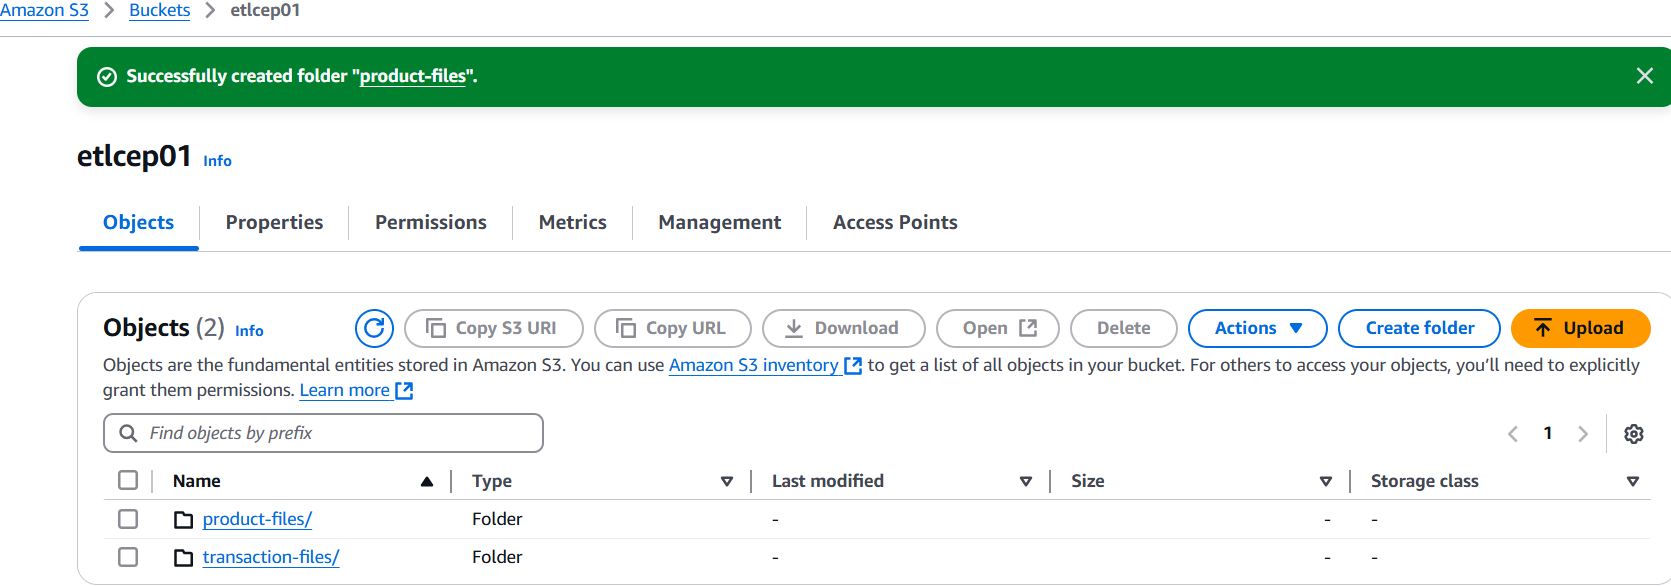 Amazon S3 > Buckets > etlcep01
Successfully created folder "product-files".
etlcep01 Info
Objects Properties Permissions Metrics Management Access Points
Objects (2) Info Copy S3 URI Copy URL Download Open Delete Actions Create folder Upload
Objects are the fundamental entities stored in Amazon S3. You can use Amazon S3 inventory to get a list of all objects in your bucket. For others to access your objects, you’ll need to explicitly
grant them permissions. Learn more
Find objects by prefix 1
Name Type Last modified Size Storage class
product-files/ Folder - - -
transaction-files/ Folder - - -